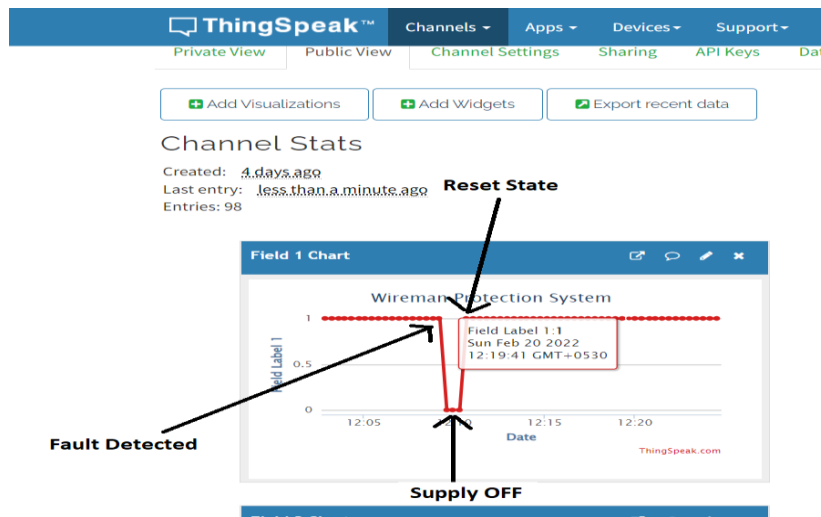 ThingSpeak™ Channels Apps Devices Support
Private View Public View Channel Settings Sharing API Keys
Add Visualizations Add Widgets Export recent data
Channel Stats
Created: 4 days ago
Last entry: less than a minute ago
Entries: 98
Reset State
Field 1 Chart
Wireman Protection System
Field Label 1
1
0.5
0
Field Label 1:1
Sun Feb 20 2022
12:19:41 GMT+0530
12:05 12:10 12:15 12:20
Date
ThingSpeak.com
Fault Detected
Supply OFF